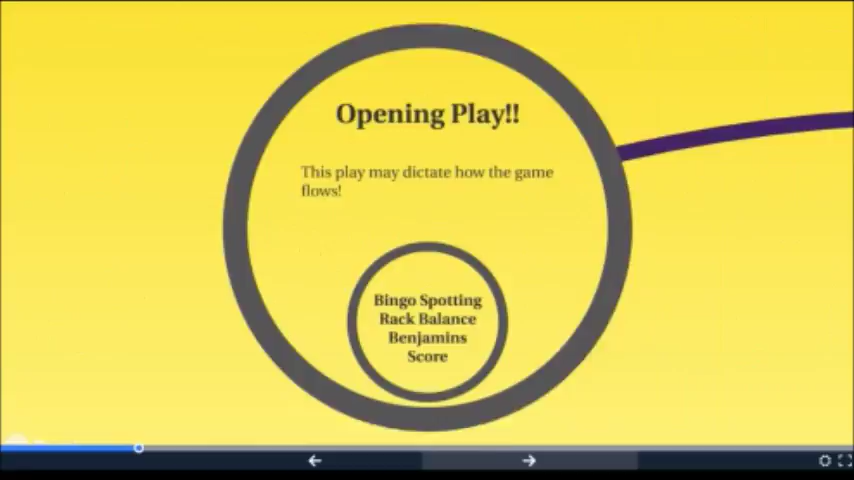 Opening Play!!
This play may dictate how the game
flows!
Bingo Spotting
Rack Balance
Benjamins
Score